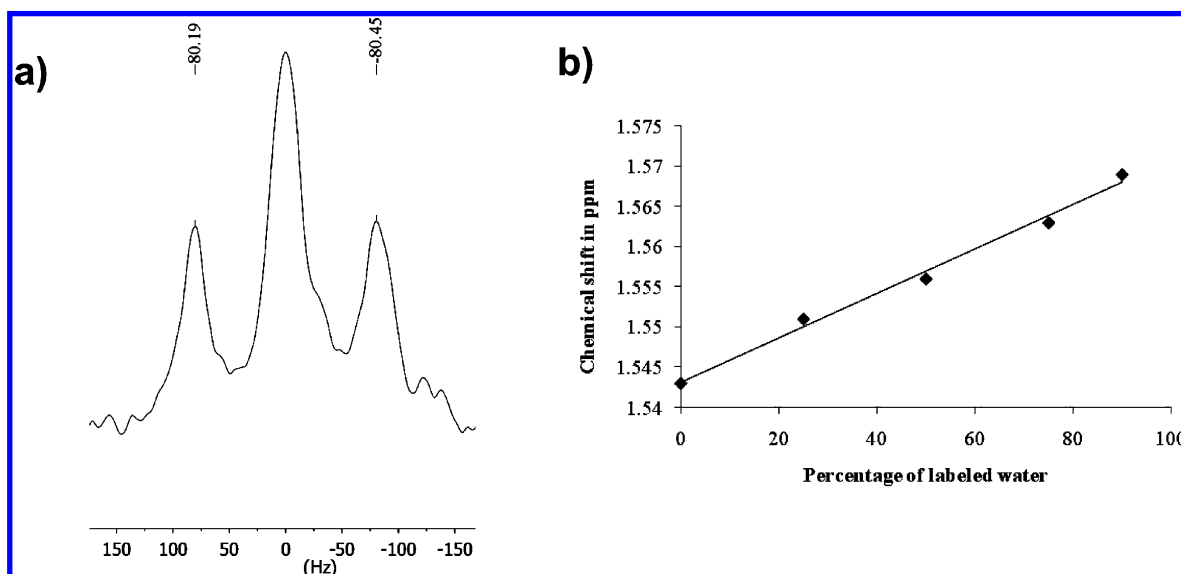 a)
–80.19
–-80.45
150 100 50 0 -50 -100 -150
(Hz)
b)
Chemical shift in ppm
1.575
1.57
1.565
1.56
1.555
1.55
1.545
1.54
0 20 40 60 80 100
Percentage of labeled water